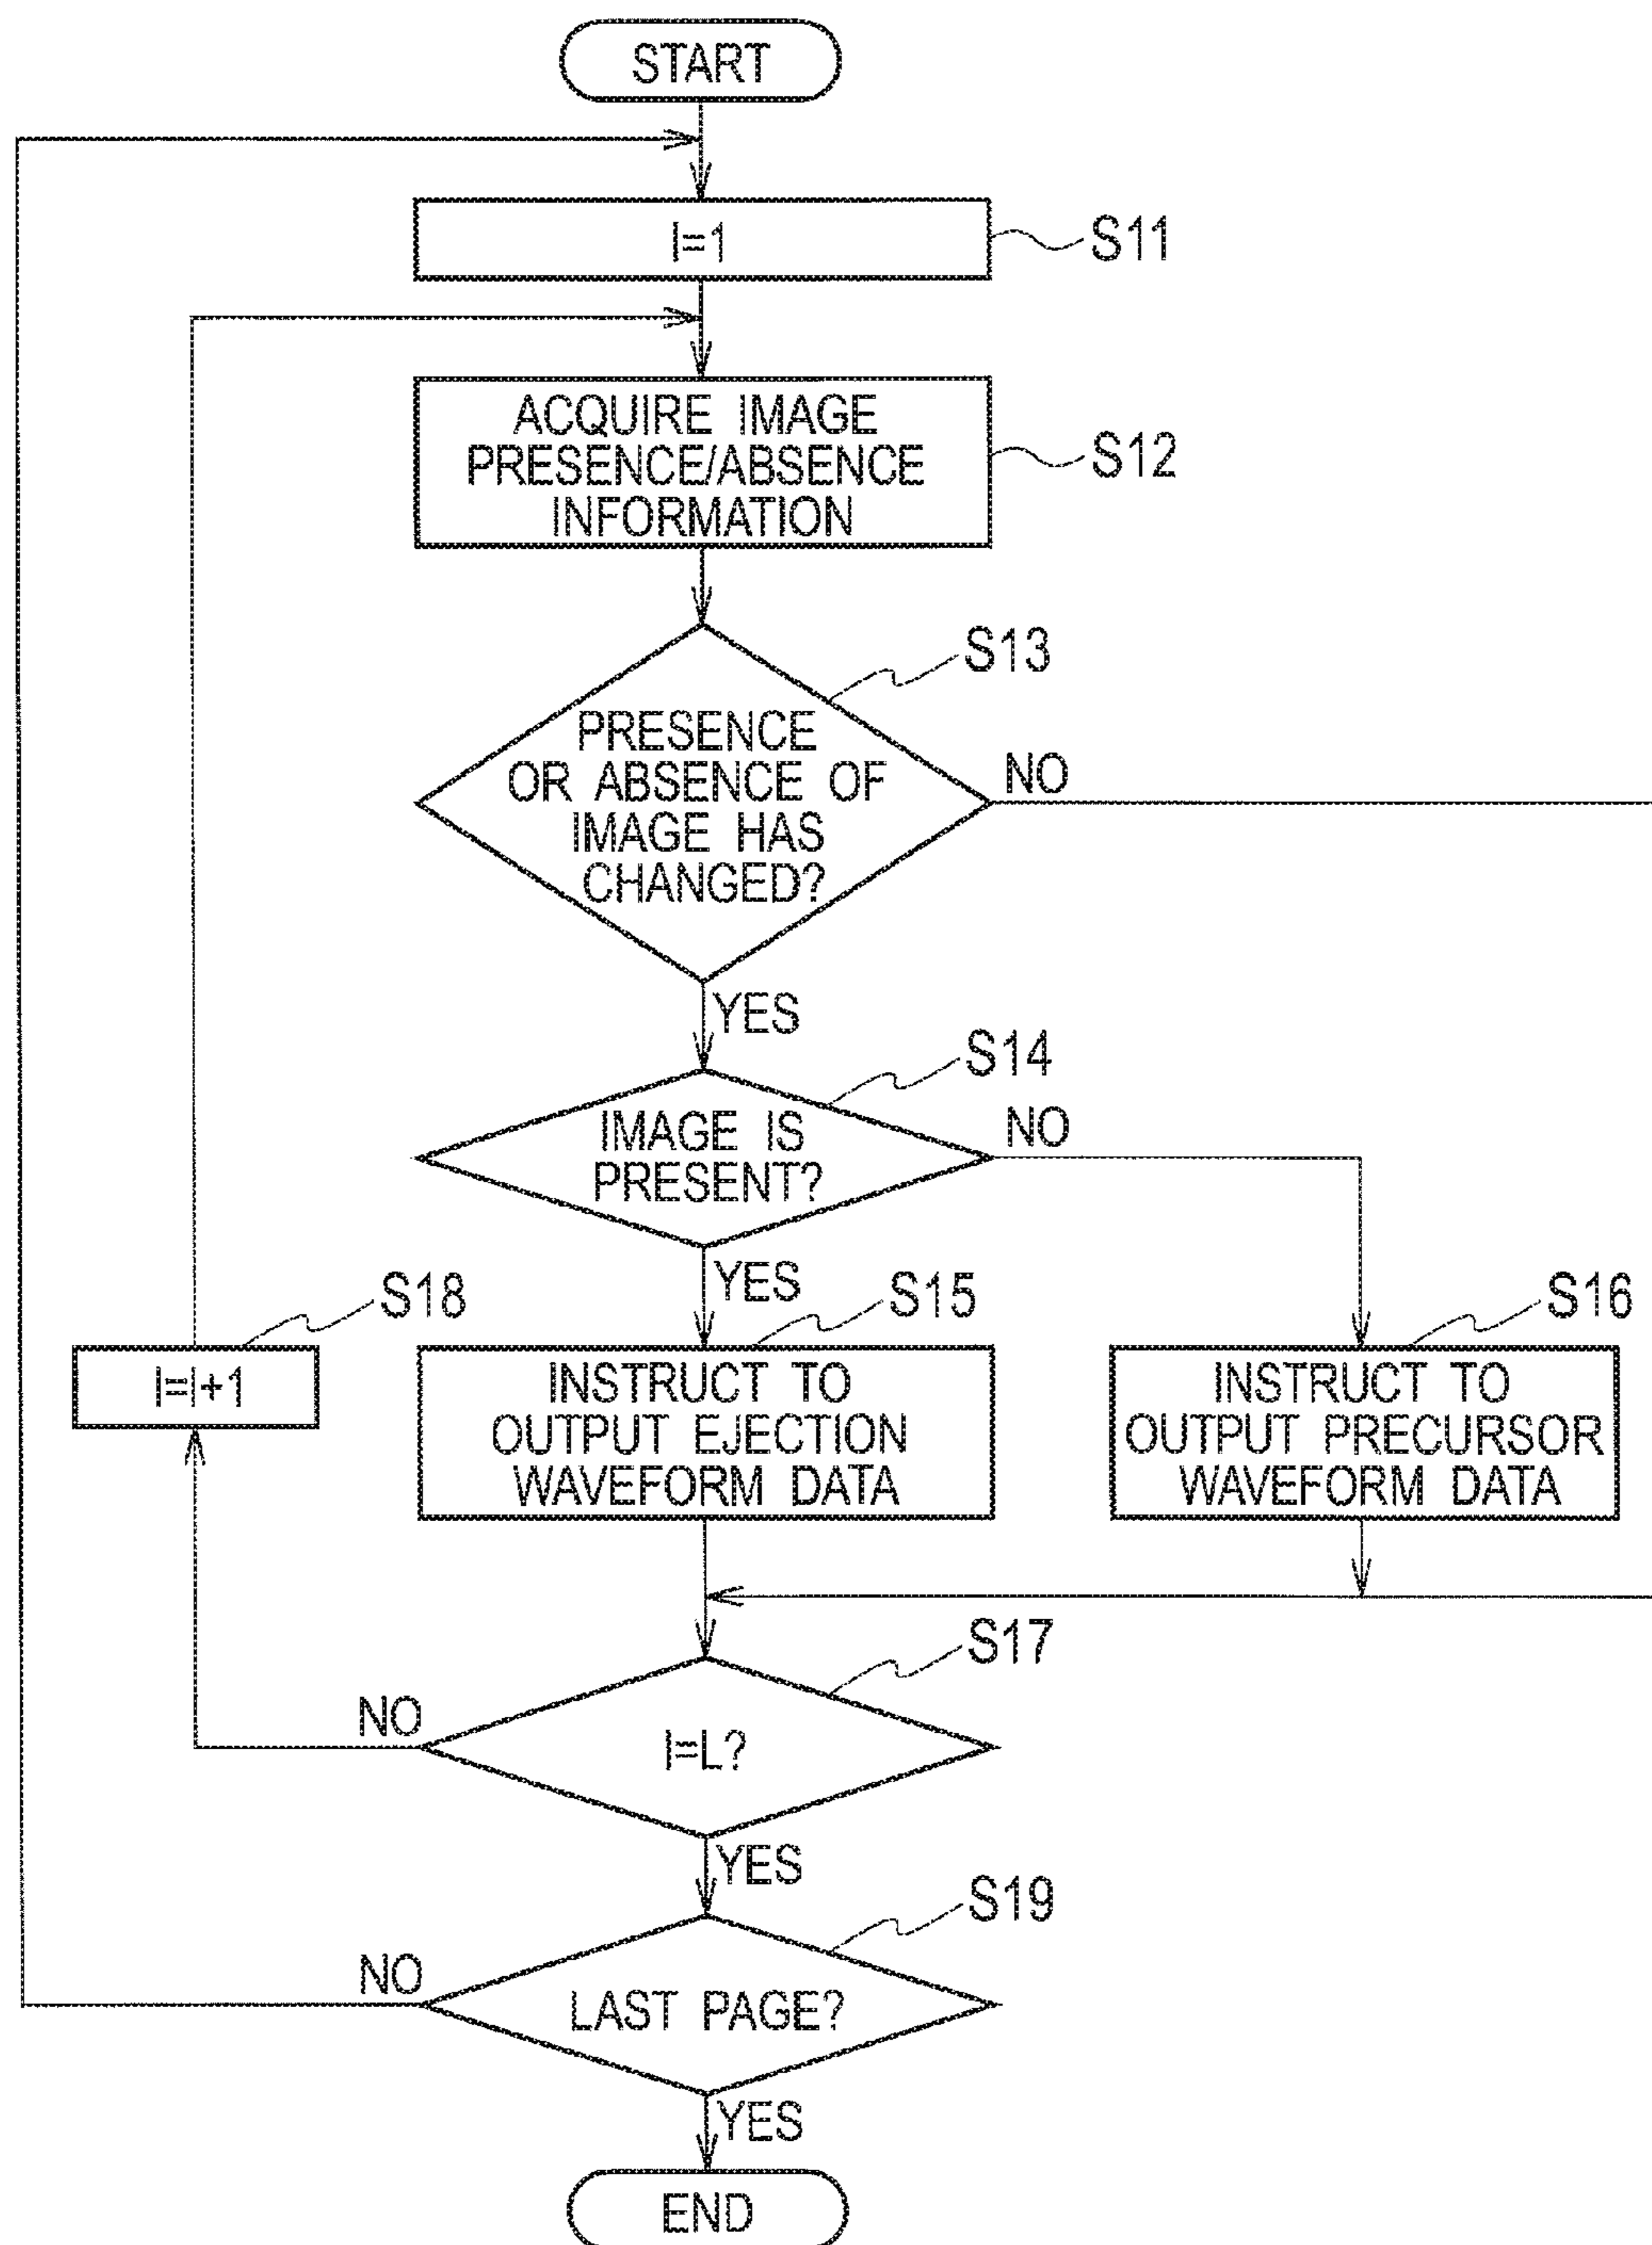 START
I=1
S11
ACQUIRE IMAGE
PRESENCE/ABSENCE
INFORMATION
S12
S13
PRESENCE
OR ABSENCE OF
IMAGE HAS
CHANGED?
NO
YES
S14
IMAGE IS
PRESENT?
NO
YES
S18
I=I+1
S15
INSTRUCT TO
OUTPUT EJECTION
WAVEFORM DATA
S16
INSTRUCT TO
OUTPUT PRECURSOR
WAVEFORM DATA
S17
NO
I=L?
YES
S19
NO
LAST PAGE?
YES
END